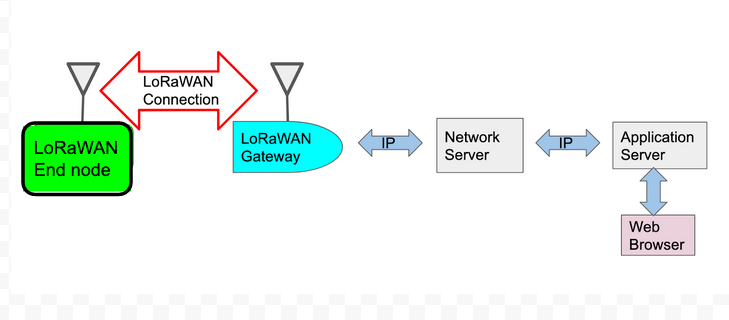 LoRaWAN
Connection
LoRaWAN
End node
LoRaWAN
Gateway
IP
Network
Server
IP
Application
Server
Web
Browser